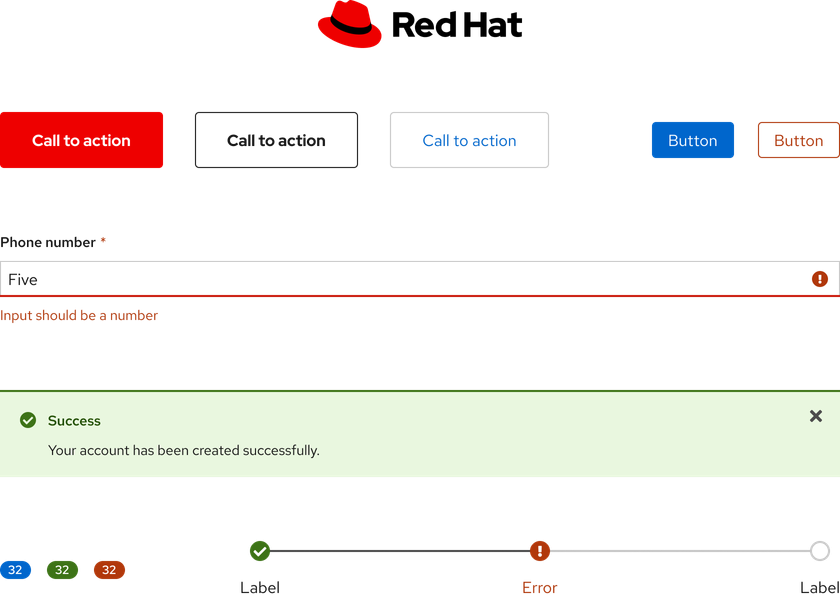 Red Hat
Call to action Call to action Call to action Button Button
Phone number *
Five
Input should be a number
Success
Your account has been created successfully.
32 32 32
Label Error Label